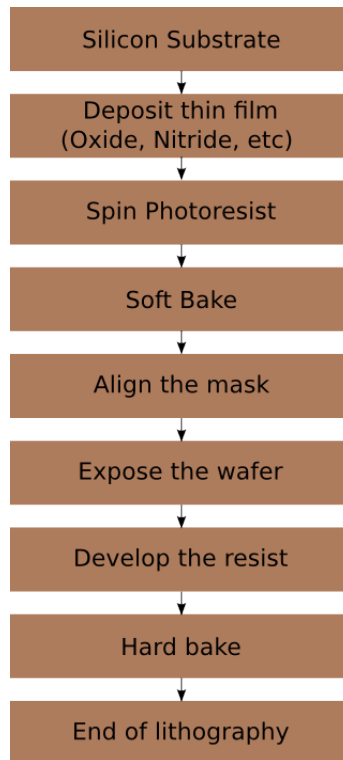 Silicon Substrate
Deposit thin film
(Oxide, Nitride, etc)
Spin Photoresist
Soft Bake
Align the mask
Expose the wafer
Develop the resist
Hard bake
End of lithography